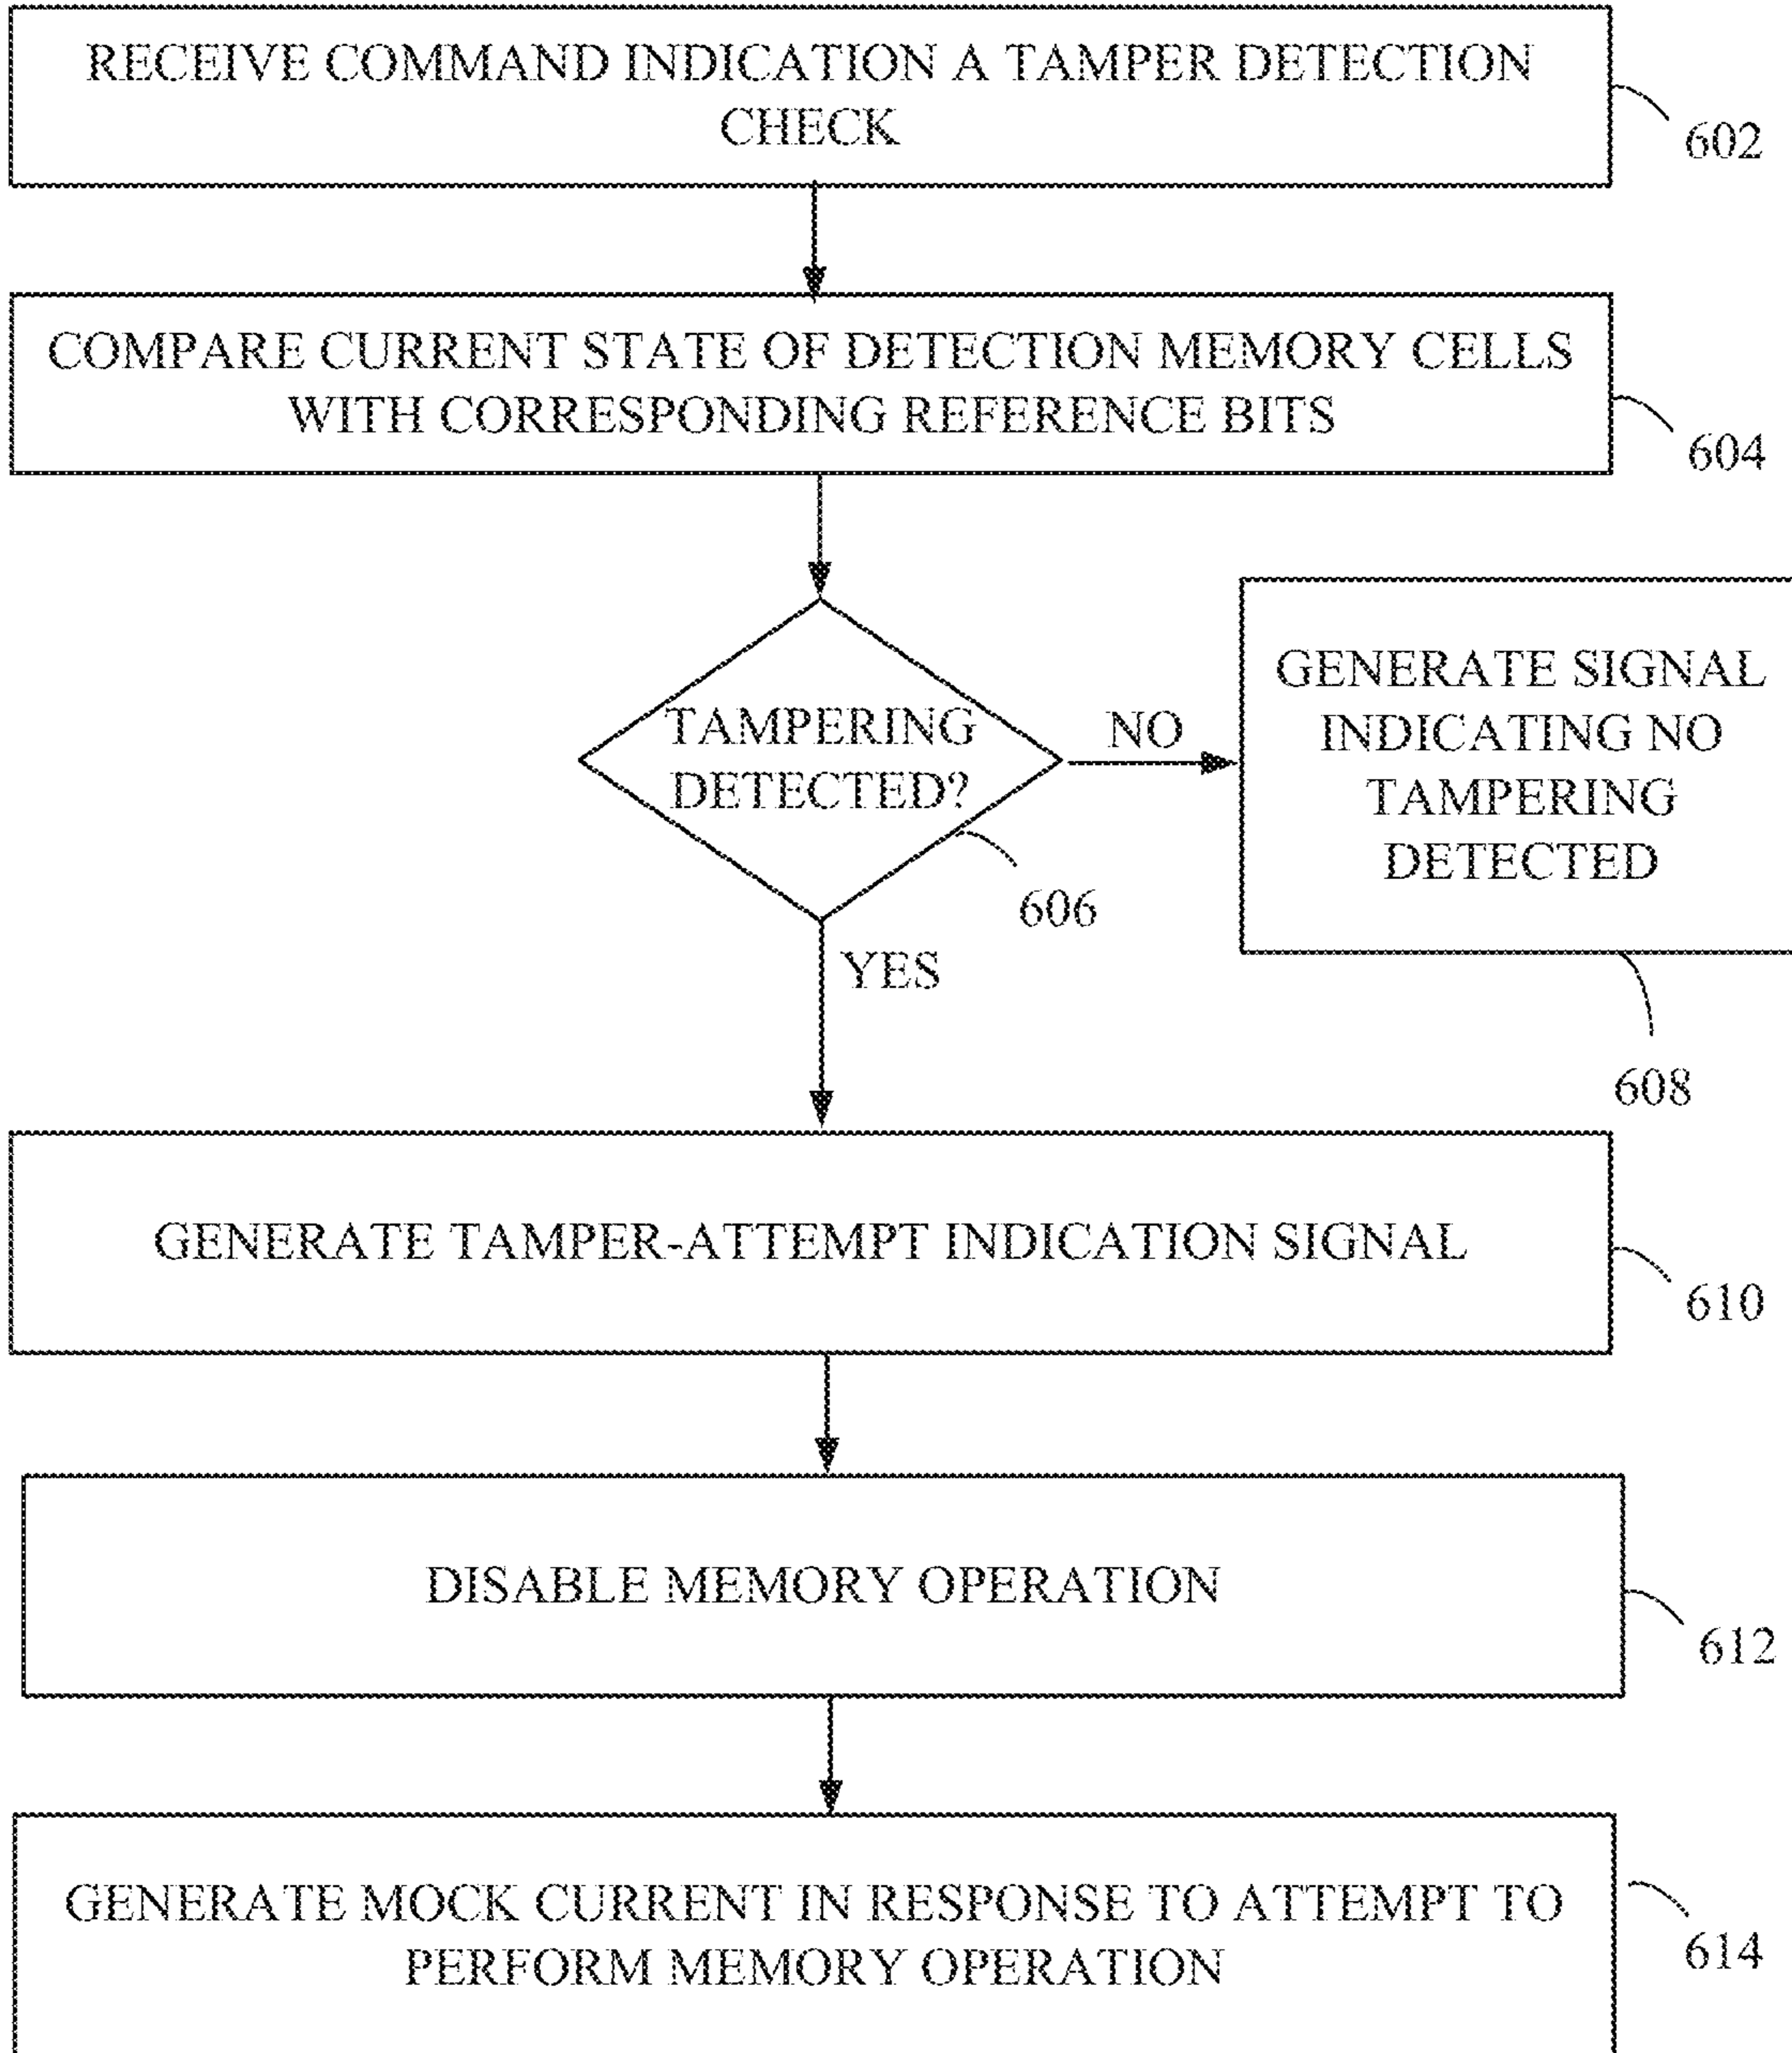 RECEIVE COMMAND INDICATION A TAMPER DETECTION
CHECK
602
COMPARE CURRENT STATE OF DETECTION MEMORY CELLS
WITH CORRESPONDING REFERENCE BITS
604
TAMPERING
DETECTED?
606
NO
GENERATE SIGNAL
INDICATING NO
TAMPERING
DETECTED
608
YES
GENERATE TAMPER-ATTEMPT INDICATION SIGNAL
610
DISABLE MEMORY OPERATION
612
GENERATE MOCK CURRENT IN RESPONSE TO ATTEMPT TO
PERFORM MEMORY OPERATION
614